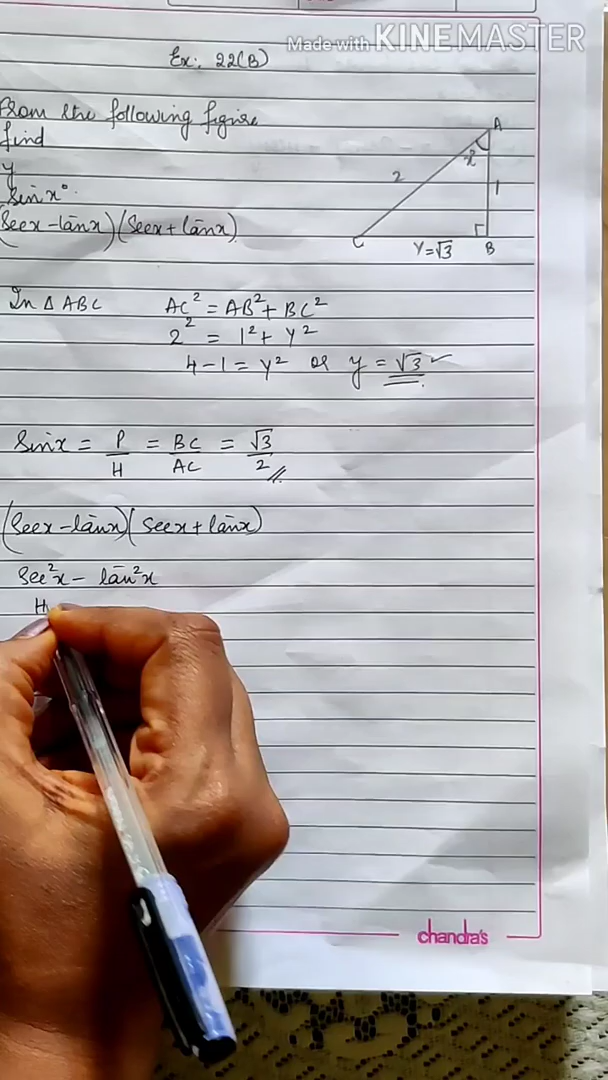 Made with KINEMASTER
Ex: 22(B)
From the following figure
find
y
Sin x°.
(Sec x - tan x) (Sec x + tan x)
A
x°
2
1
C
Y = √3
B
In △ ABC AC² = AB² + BC²
2² = 1² + Y²
4 - 1 = Y² or y = √3 ✓
Sin x = P/H = BC/AC = √3/2 //
(Sec x - tan x) (Sec x + tan x)
Sec² x - tan² x
H
chandra's